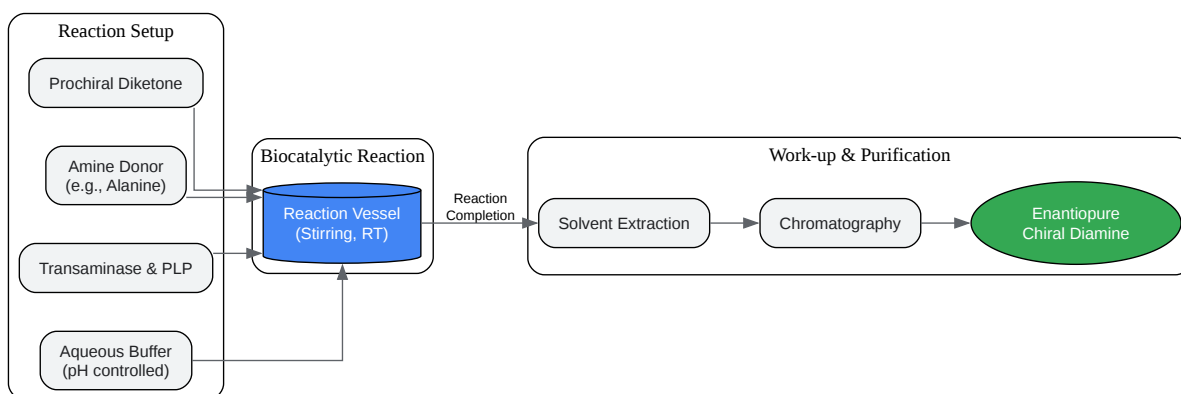 Reaction Setup
Prochiral Diketone
Amine Donor
(e.g., Alanine)
Transaminase & PLP
Aqueous Buffer
(pH controlled)
Biocatalytic Reaction
Reaction Vessel
(Stirring, RT)
Reaction
Completion
Work-up & Purification
Solvent Extraction
Chromatography
Enantiopure
Chiral Diamine